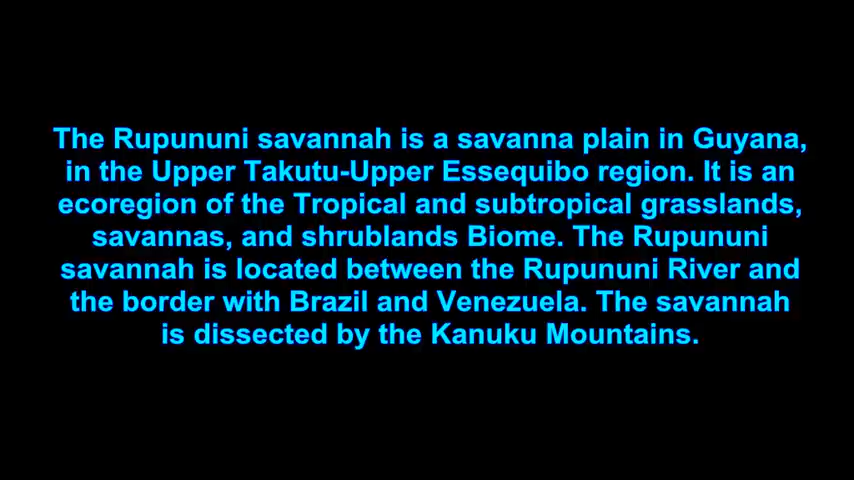 The Rupununi savannah is a savanna plain in Guyana,
in the Upper Takutu-Upper Essequibo region. It is an
ecoregion of the Tropical and subtropical grasslands,
savannas, and shrublands Biome. The Rupununi
savannah is located between the Rupununi River and
the border with Brazil and Venezuela. The savannah
is dissected by the Kanuku Mountains.